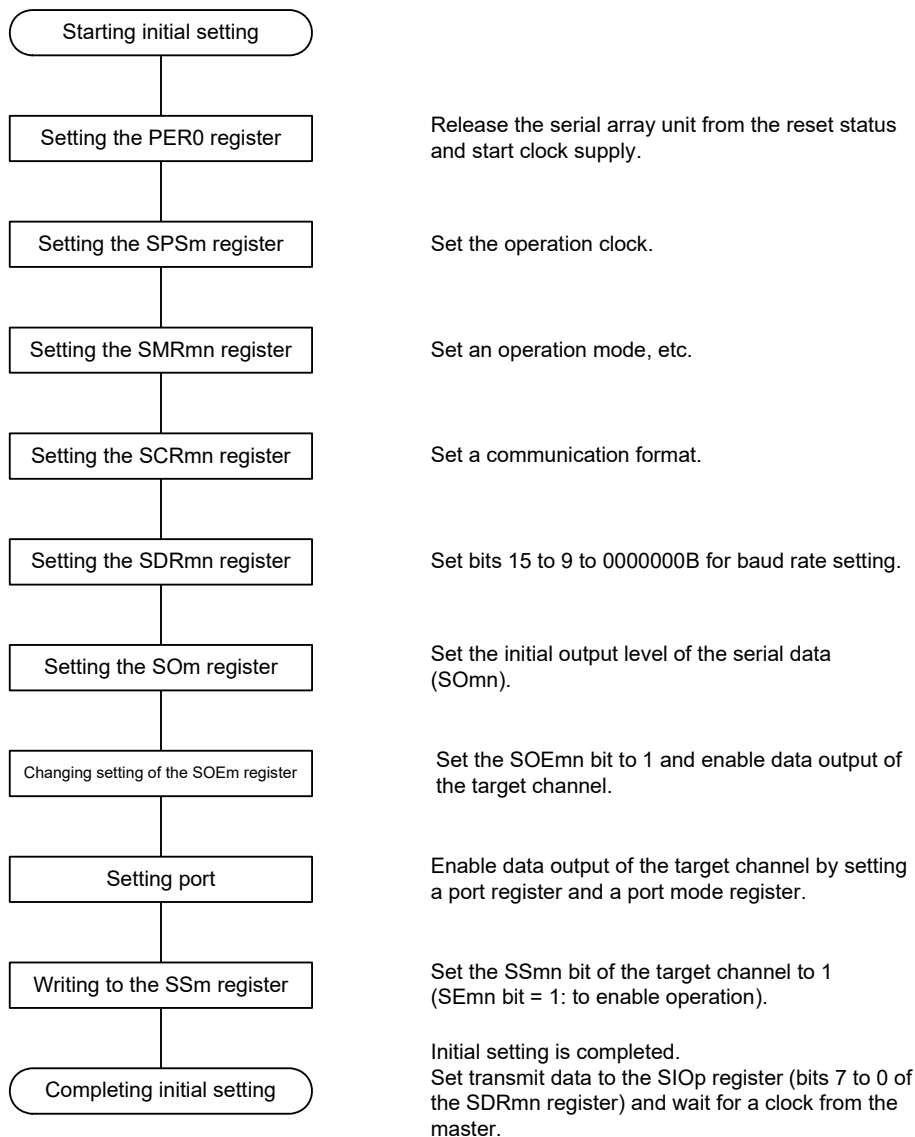 Starting initial setting
Setting the PER0 register
Release the serial array unit from the reset status
and start clock supply.
Setting the SPSm register
Set the operation clock.
Setting the SMRmn register
Set an operation mode, etc.
Setting the SCRmn register
Set a communication format.
Setting the SDRmn register
Set bits 15 to 9 to 0000000B for baud rate setting.
Setting the SOm register
Set the initial output level of the serial data
(SOmn).
Changing setting of the SOEm register
Set the SOEmn bit to 1 and enable data output of
the target channel.
Setting port
Enable data output of the target channel by setting
a port register and a port mode register.
Writing to the SSm register
Set the SSmn bit of the target channel to 1
(SEmn bit = 1: to enable operation).
Completing initial setting
Initial setting is completed.
Set transmit data to the SIOp register (bits 7 to 0 of
the SDRmn register) and wait for a clock from the
master.